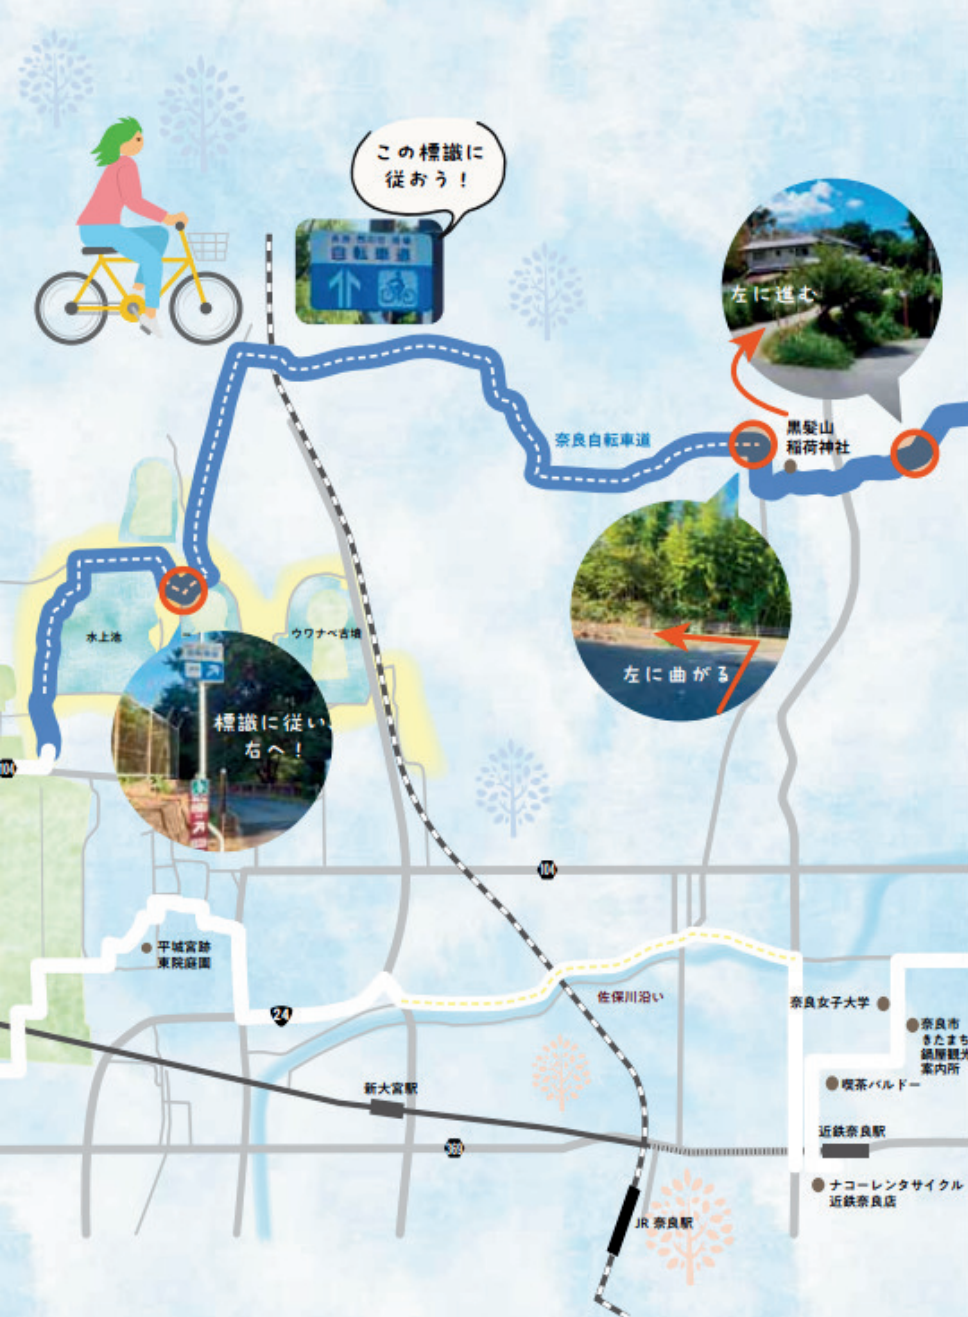 この標識に
従おう！
自転車道
左に進む
奈良自転車道
黒髪山
稲荷神社
水上池
ウワナベ古墳
左に曲がる
標識に従い
右へ！
104
104
平城宮跡
東院庭園
24
佐保川沿い
奈良女子大学
奈良市
きたまち
鍋屋観光
案内所
喫茶バルドー
新大宮駅
369
近鉄奈良駅
ナコーレンタサイクル
近鉄奈良店
JR 奈良駅